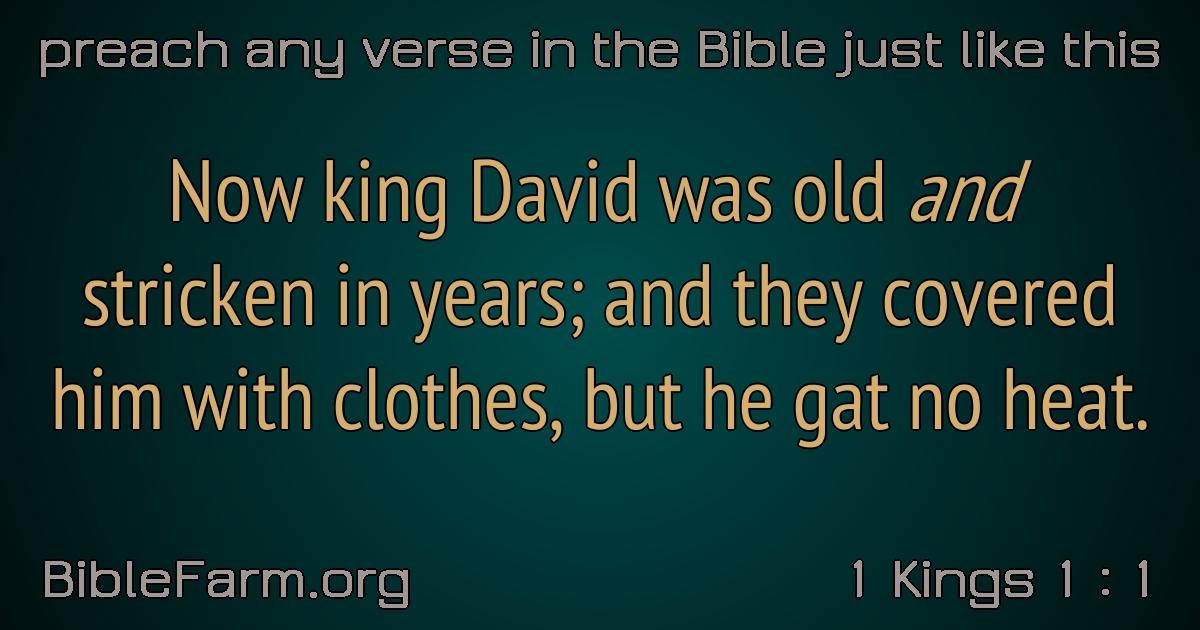 preach any verse in the Bible just like this
Now king David was old and
stricken in years; and they covered
him with clothes, but he gat no heat.
BibleFarm.org
1 Kings 1 : 1